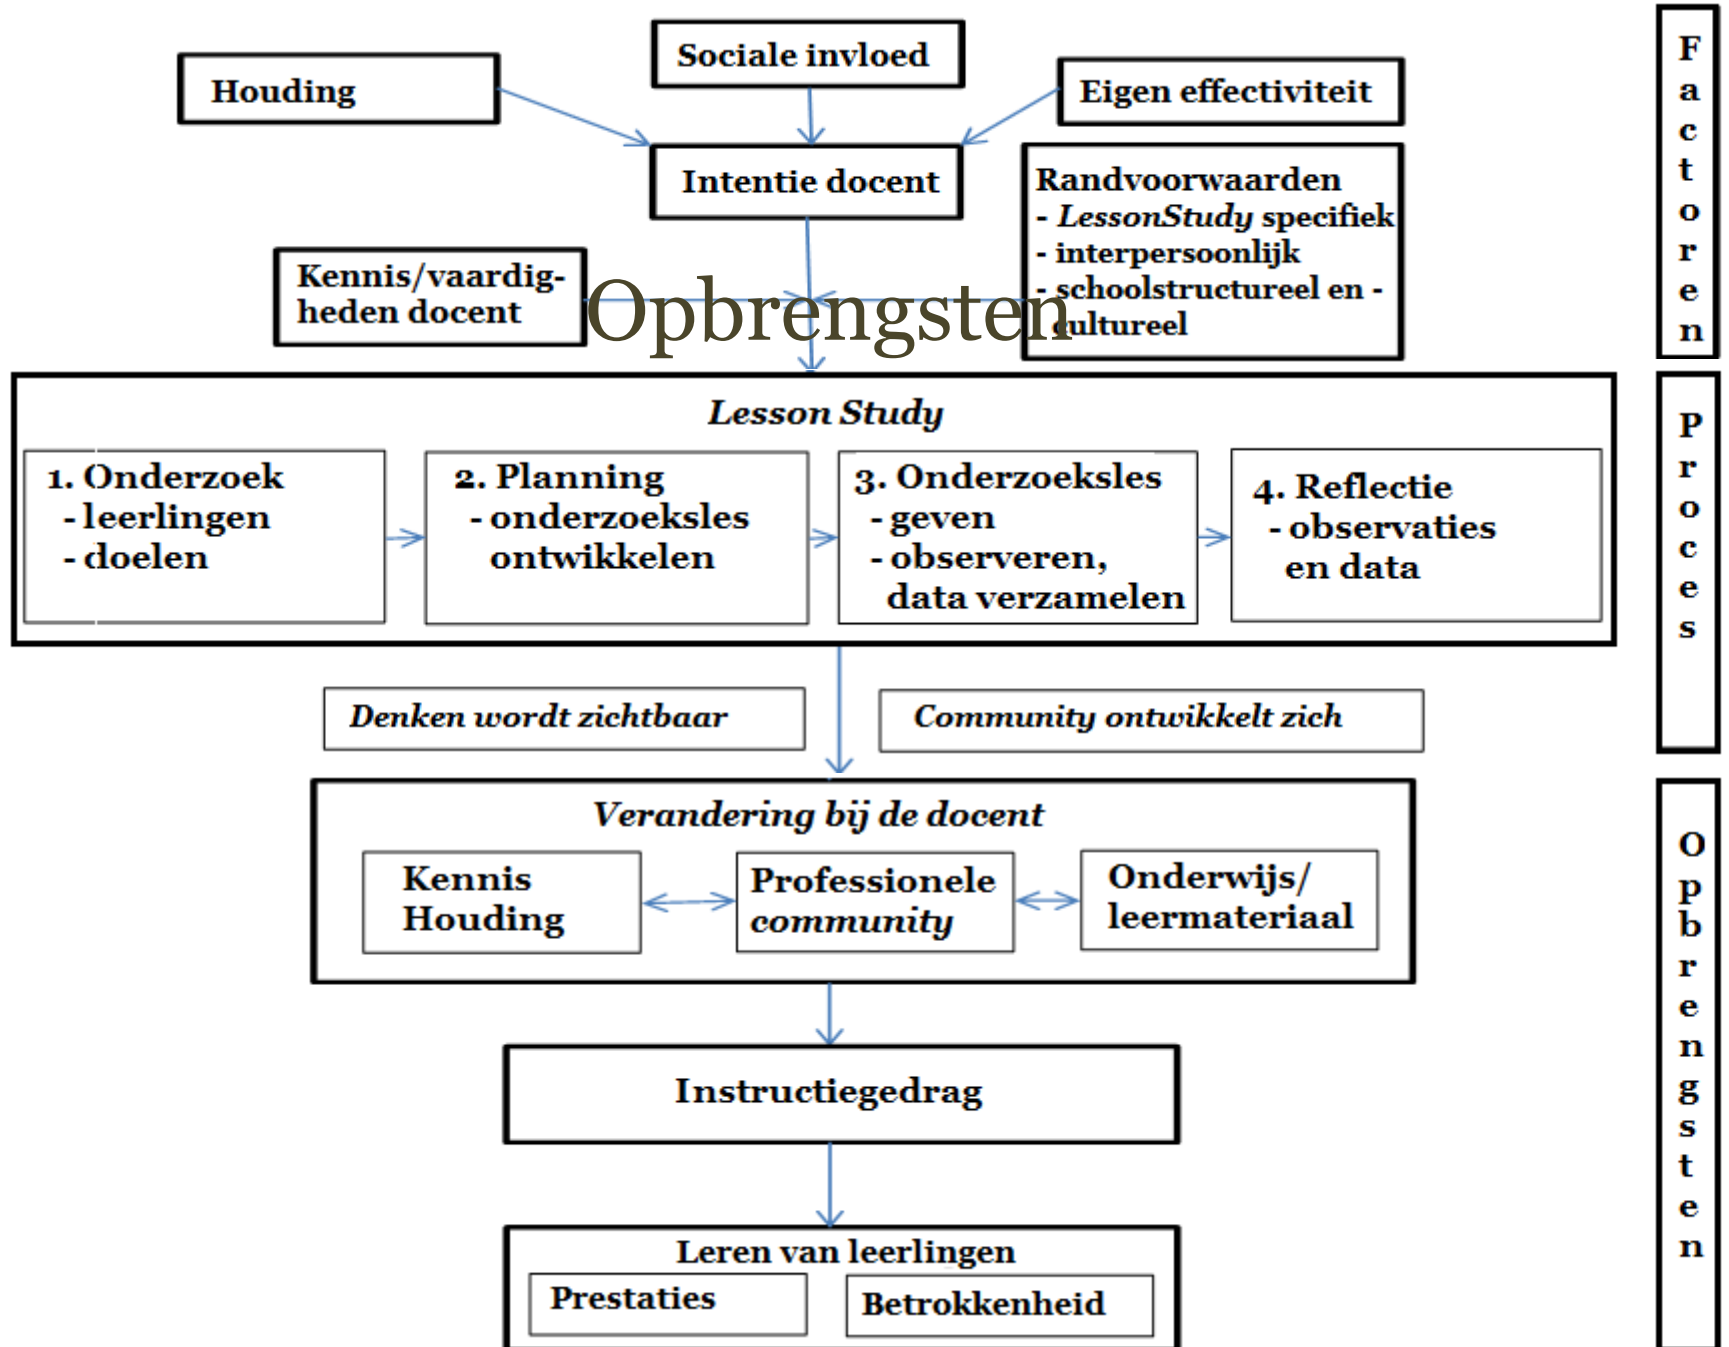 Sociale invloed
Houding
Eigen effectiviteit
Intentie docent
Randvoorwaarden
- LessonStudy specifiek
- interpersoonlijk
- schoolstructureel en -
cultureel
Kennis/vaardig-
heden docent
Opbrengsten
Factoren
Lesson Study
1. Onderzoek
- leerlingen
- doelen
2. Planning
- onderzoeksles
ontwikkelen
3. Onderzoeksles
- geven
- observeren,
data verzamelen
4. Reflectie
- observaties
en data
Proces
Denken wordt zichtbaar
Community ontwikkelt zich
Verandering bij de docent
Kennis
Houding
Professionele
community
Onderwijs/
leermateriaal
Instructiegedrag
Leren van leerlingen
Prestaties
Betrokkenheid
Opbrengsten